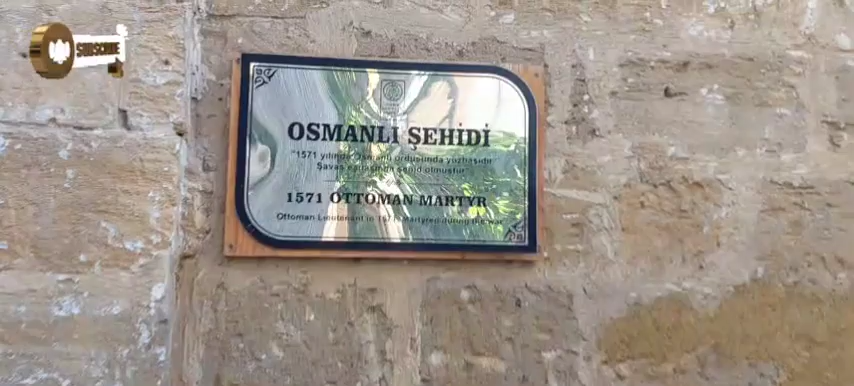 SUBSCRIBE
OSMANLI ŞEHİDİ
"1571 yılında Osmanlı ordusunda yüzbaşıdır
Savaş esnasında şehid olmuştur"
1571 OTTOMAN MARTYR
Ottoman Lieutenant in 1571. Martyred during the war